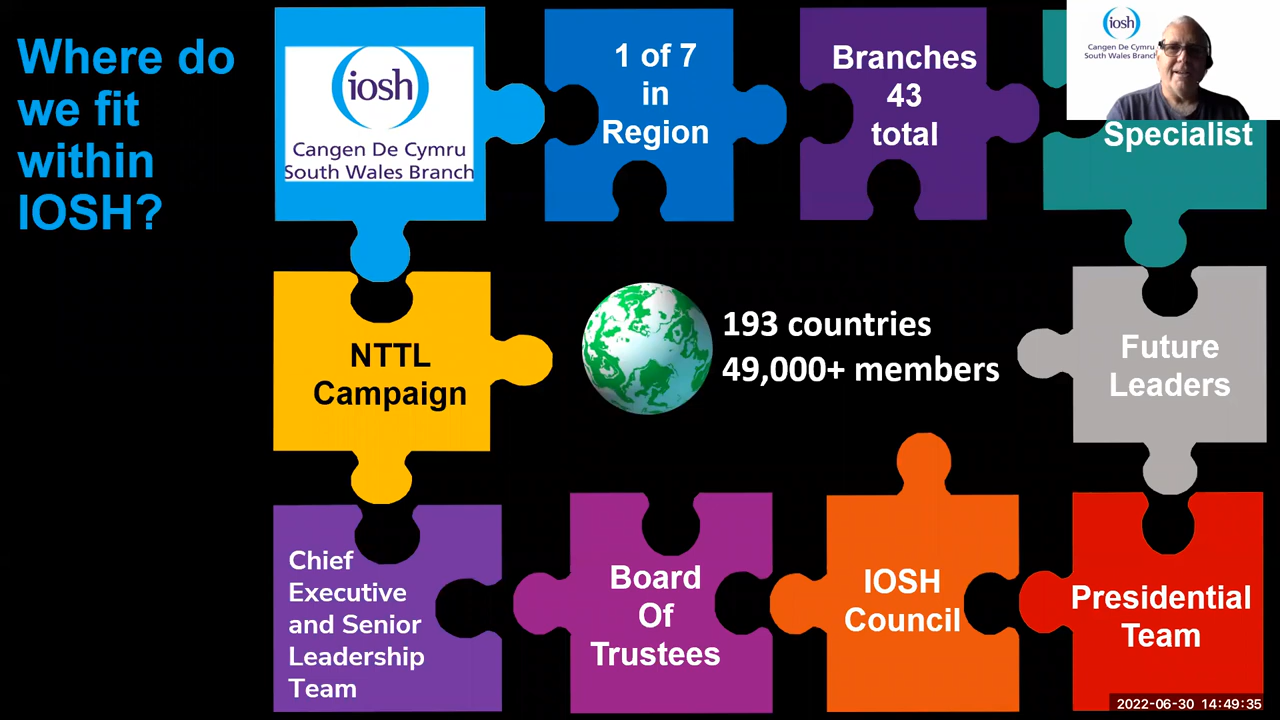 Where do
we fit
within
IOSH?
iosh
Cangen De Cymru
South Wales Branch
1 of 7
in
Region
Branches
43
total
iosh
Cangen De Cymru
South Wales Branch
Specialist
NTTL
Campaign
193 countries
49,000+ members
Future
Leaders
Chief
Executive
and Senior
Leadership
Team
Board
Of
Trustees
IOSH
Council
Presidential
Team
2022-06-30 14:49:35